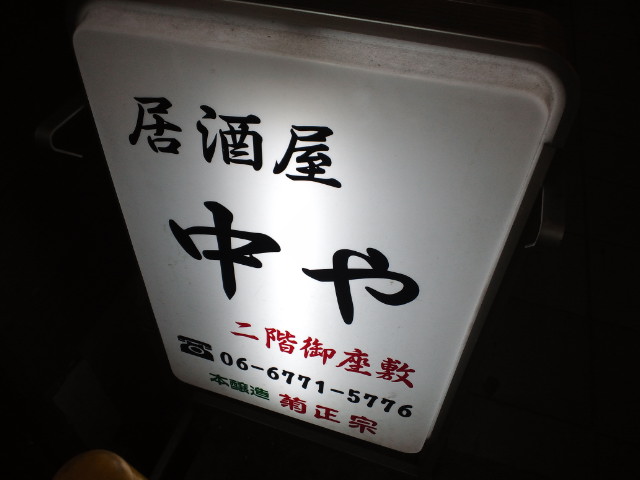 居酒屋
中や
二階御座敷
☎06-6771-5776
本醸造 菊正宗